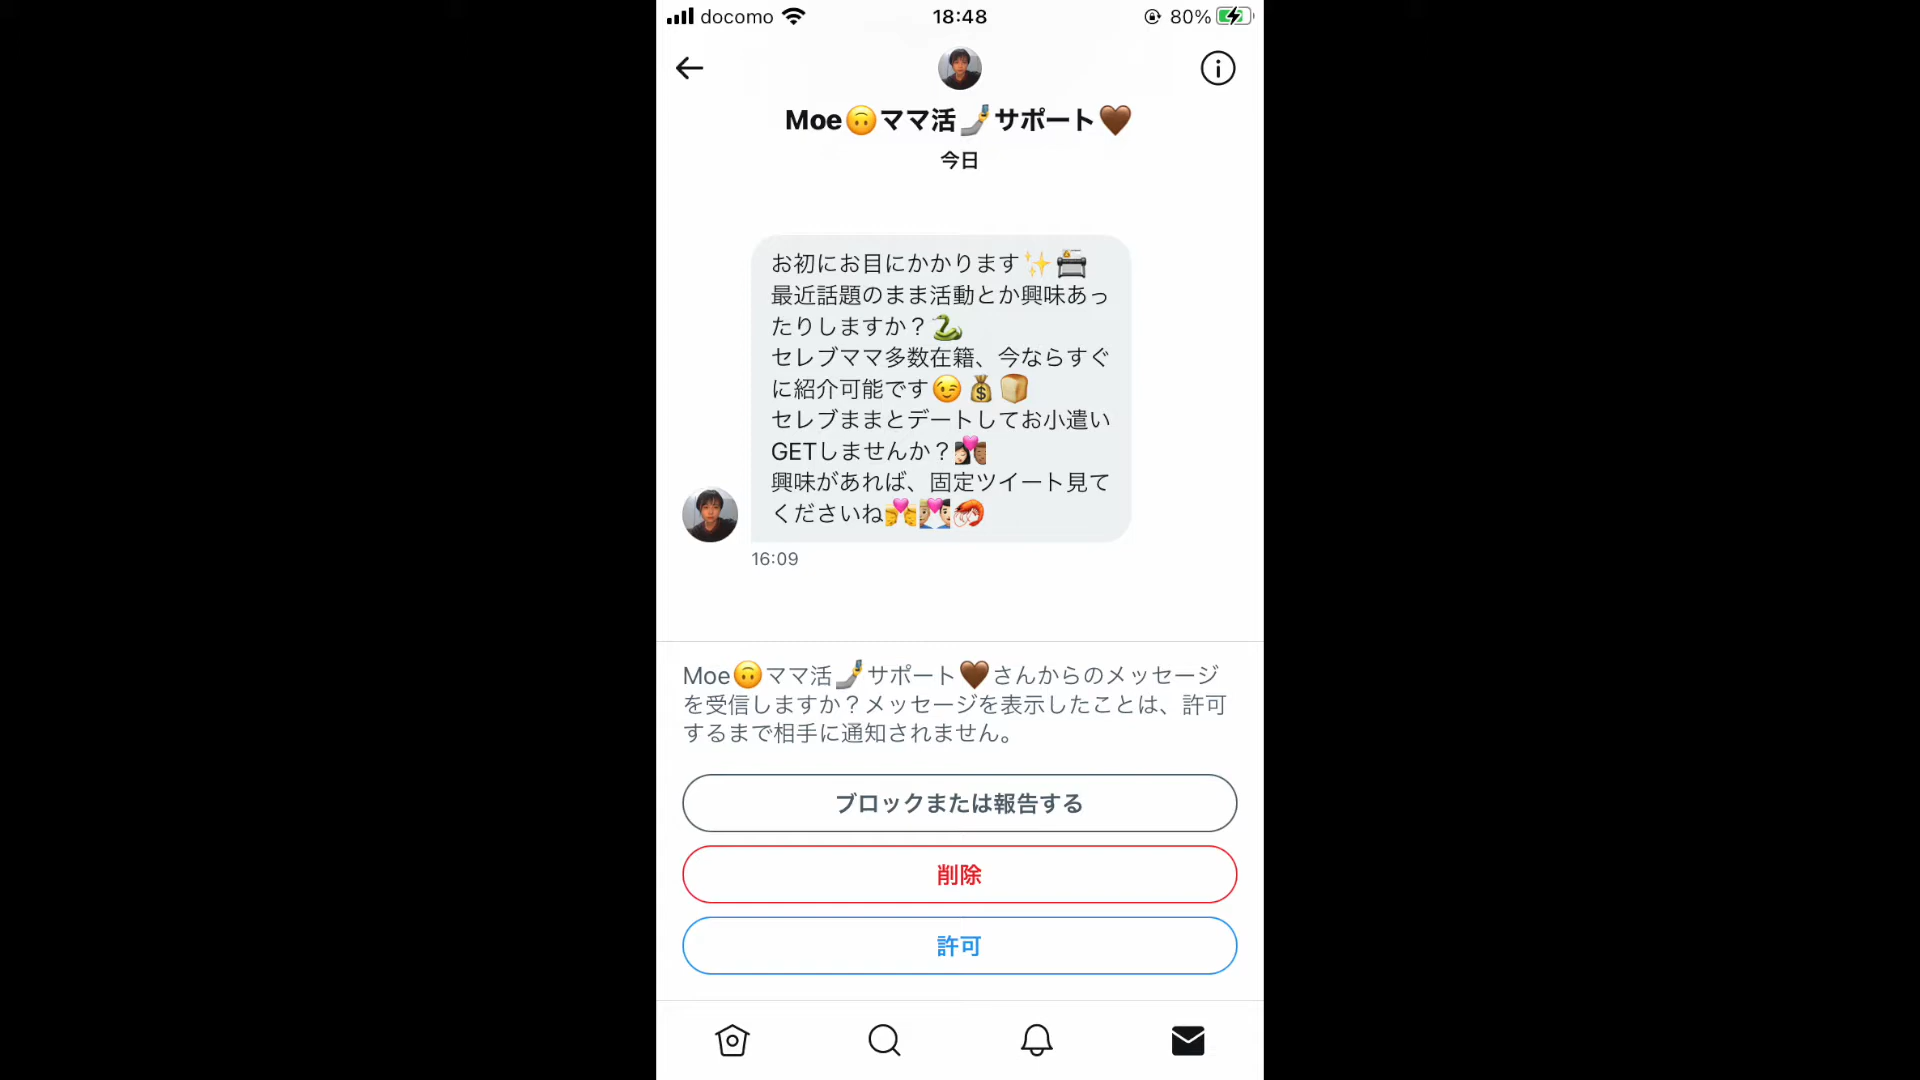 docomo 18:48 80%
Moe🙃ママ活🤳サポート🤎
今日
お初にお目にかかります✨📠
最近話題のまま活動とか興味あっ
たりしますか？🐍
セレブママ多数在籍、今ならすぐ
に紹介可能です😉💰🍞
セレブままとデートしてお小遣い
GETしませんか？👩🏻‍❤️‍👨🏽
興味があれば、固定ツイート見て
くださいね💏👨🏼‍❤️‍👨🏻🦐
16:09
Moe🙃ママ活🤳サポート🤎さんからのメッセージ
を受信しますか？メッセージを表示したことは、許可
するまで相手に通知されません。
ブロックまたは報告する
削除
許可